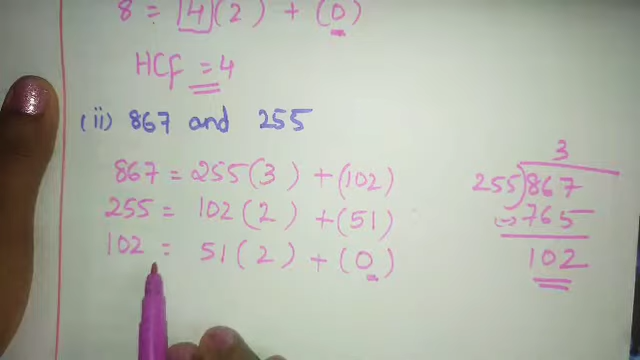 8 = 4(2) + (0)
HCf = 4
(ii) 867 and 255
867 = 255(3) + (102)
255 = 102(2) + (51)
102 = 51(2) + (0)
3
255)867
(-)765
102